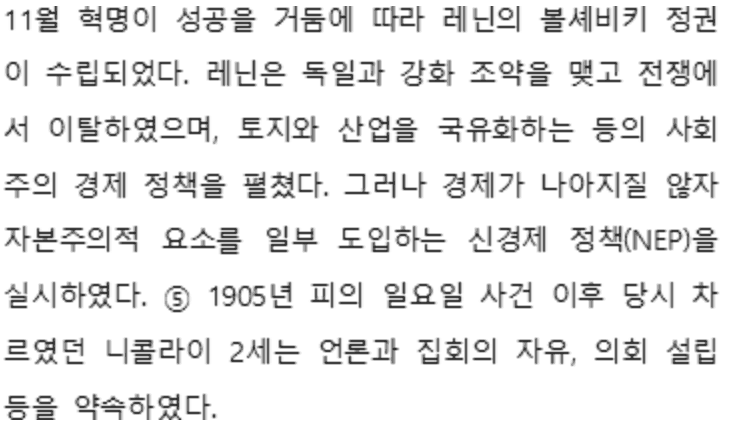 11월 혁명이 성공을 거둠에 따라 레닌의 볼셰비키 정권
이 수립되었다. 레닌은 독일과 강화 조약을 맺고 전쟁에
서 이탈하였으며, 토지와 산업을 국유화하는 등의 사회
주의 경제 정책을 펼쳤다. 그러나 경제가 나아지질 않자
자본주의적 요소를 일부 도입하는 신경제 정책(NEP)을
실시하였다. ⑤ 1905년 피의 일요일 사건 이후 당시 차
르였던 니콜라이 2세는 언론과 집회의 자유, 의회 설립
등을 약속하였다.